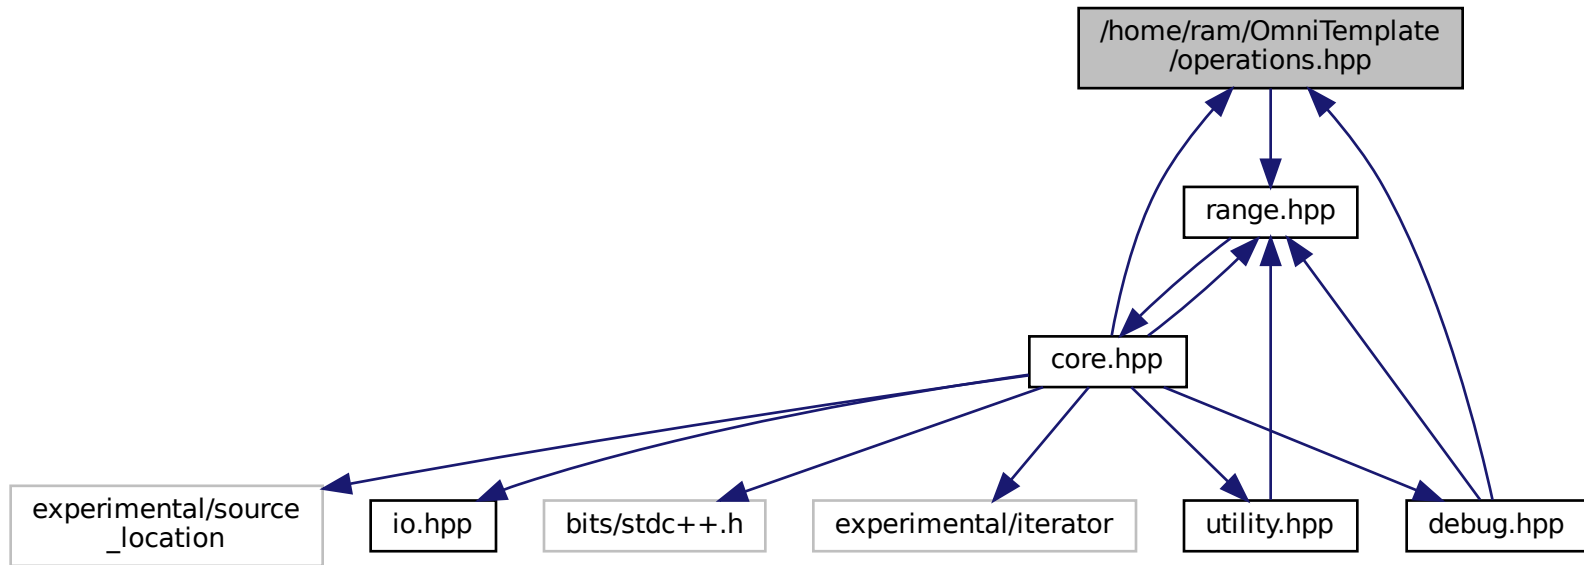 /home/ram/OmniTemplate
/operations.hpp
range.hpp
core.hpp
experimental/source
_location
io.hpp
bits/stdc++.h
experimental/iterator
utility.hpp
debug.hpp